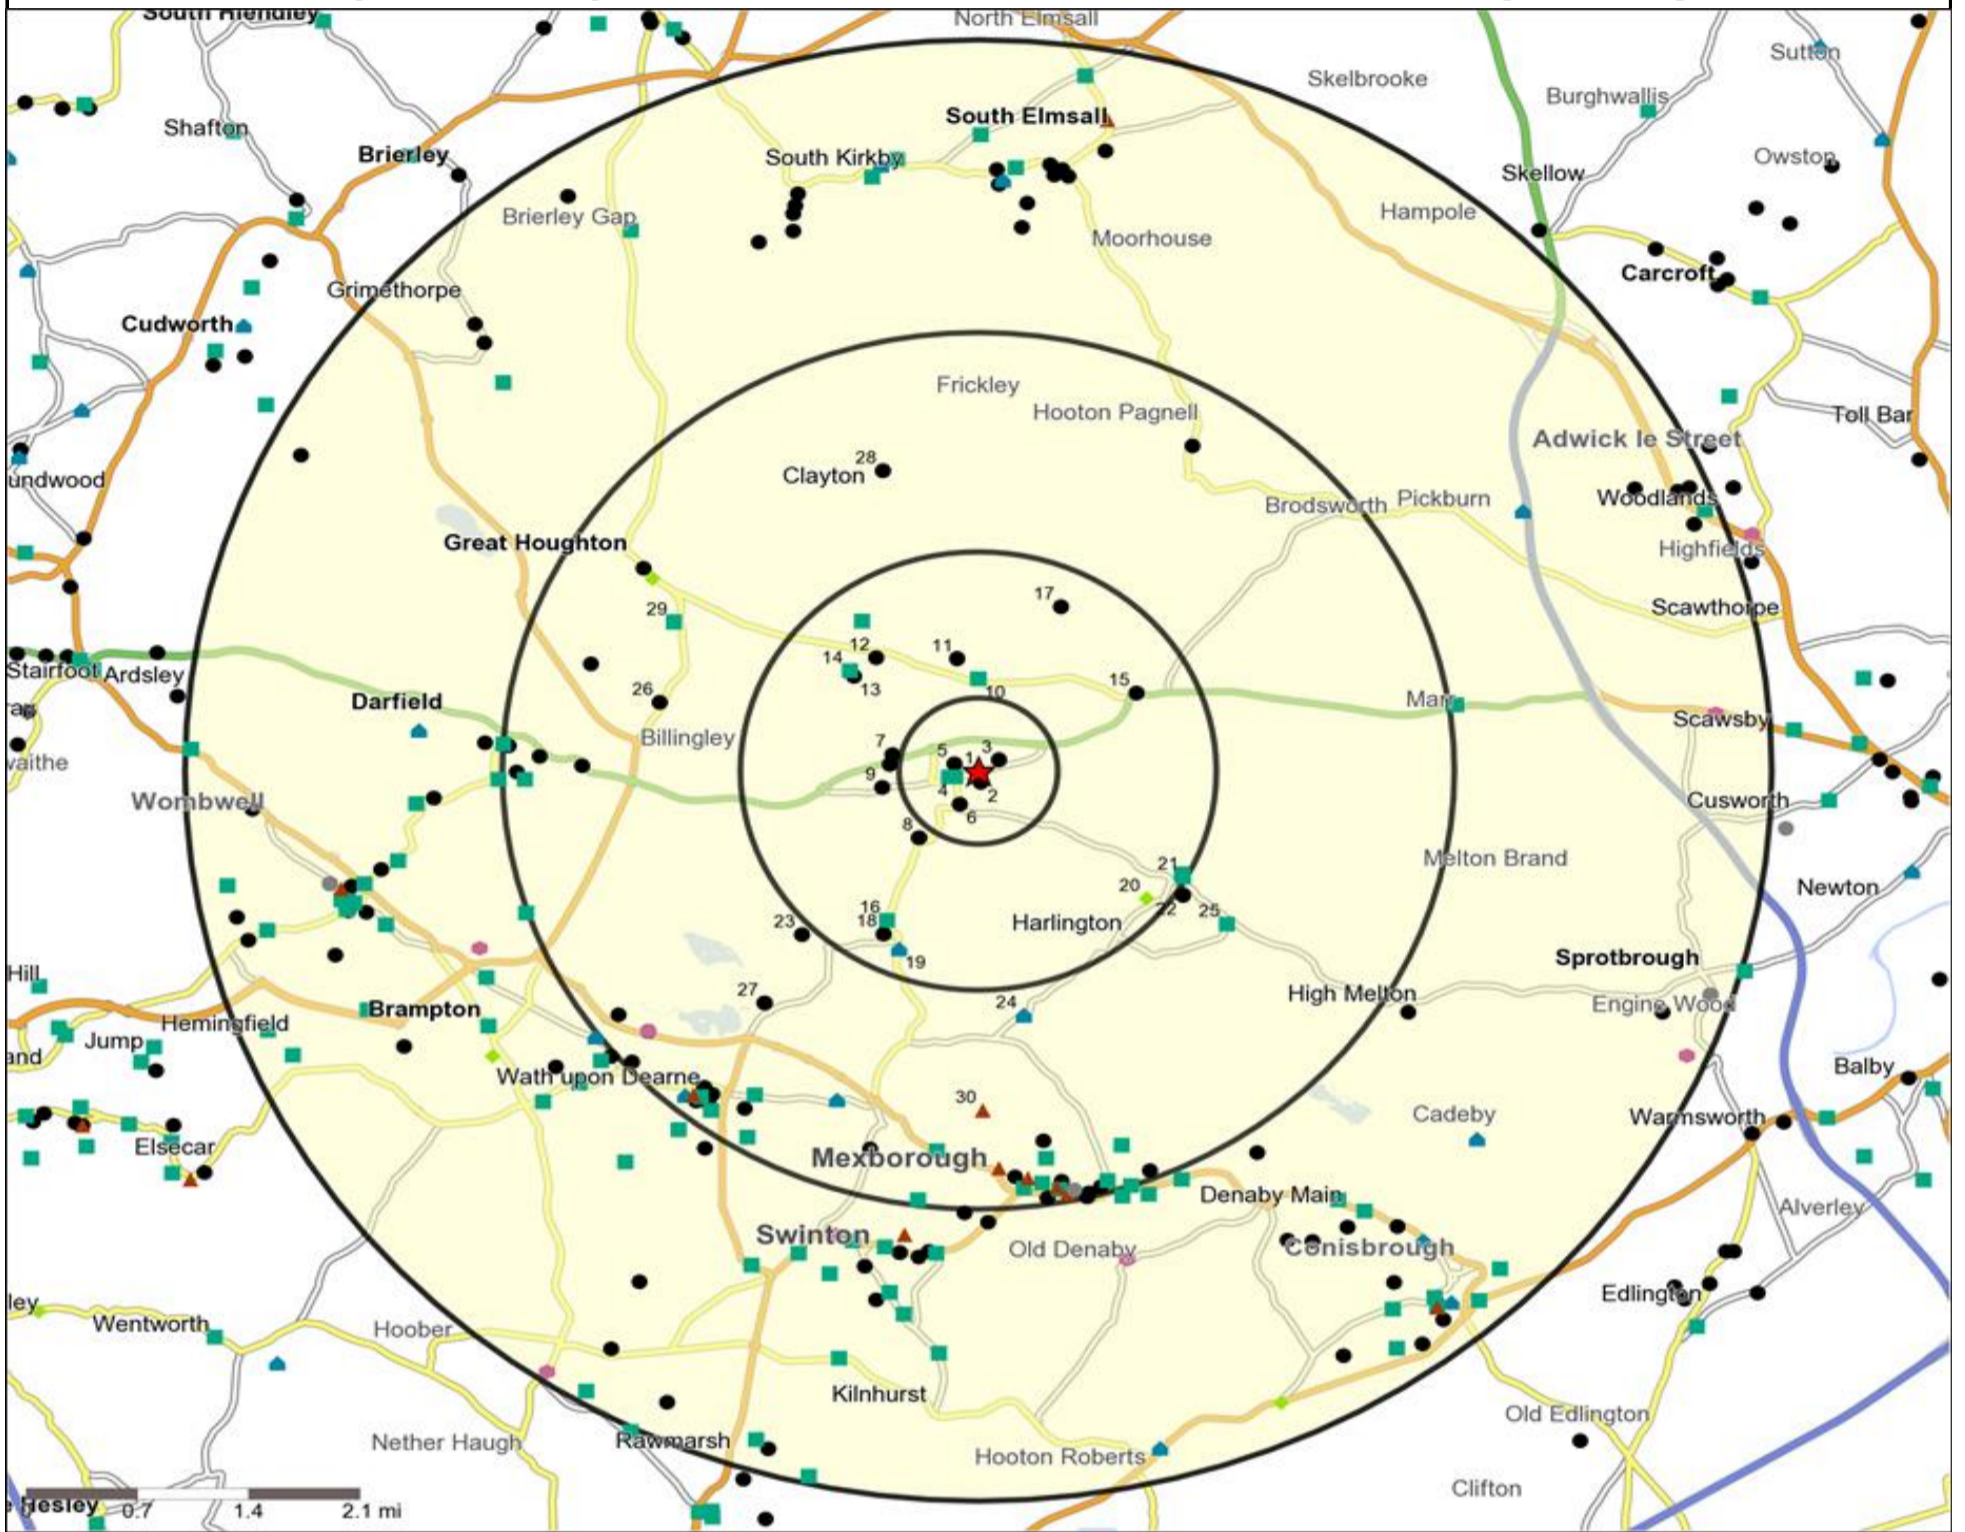 South Hiendley
North Elmsall
Sutton
Skelbrooke
Burghwallis
South Elmsall
Shafton
Brierley
South Kirkby
Owston
Skellow
Brierley Gap
Hampole
Moorhouse
Carcroft
Grimethorpe
Cudworth
Frickley
Hooton Pagnell
Toll Bar
Adwick le Street
28
Clayton
undwood
Brodsworth
Pickburn
Woodlands
Great Houghton
Highfields
17
29
Scawthorpe
12
11
14
Stairfoot
Ardsley
13
15
10
26
Darfield
Marr
Scawsby
Billingley
7
5
1
3
waithe
9
4
2
Wombwell
Cusworth
6
8
21
Melton Brand
20
Newton
16
22
25
23
18
Harlington
19
Sprotbrough
Hill
27
24
High Melton
Engine Wood
Brampton
Hemingfield
Jump
and
Wath upon Dearne
Balby
30
Cadeby
Warmsworth
Elsecar
Mexborough
Denaby Main
Alverley
Swinton
Old Denaby
Conisbrough
ley
Edlington
Wentworth
Hoober
Kilnhurst
Old Edlington
Nether Haugh
Rawmarsh
Hooton Roberts
Clifton
Hesley
0.7
1.4
2.1 mi